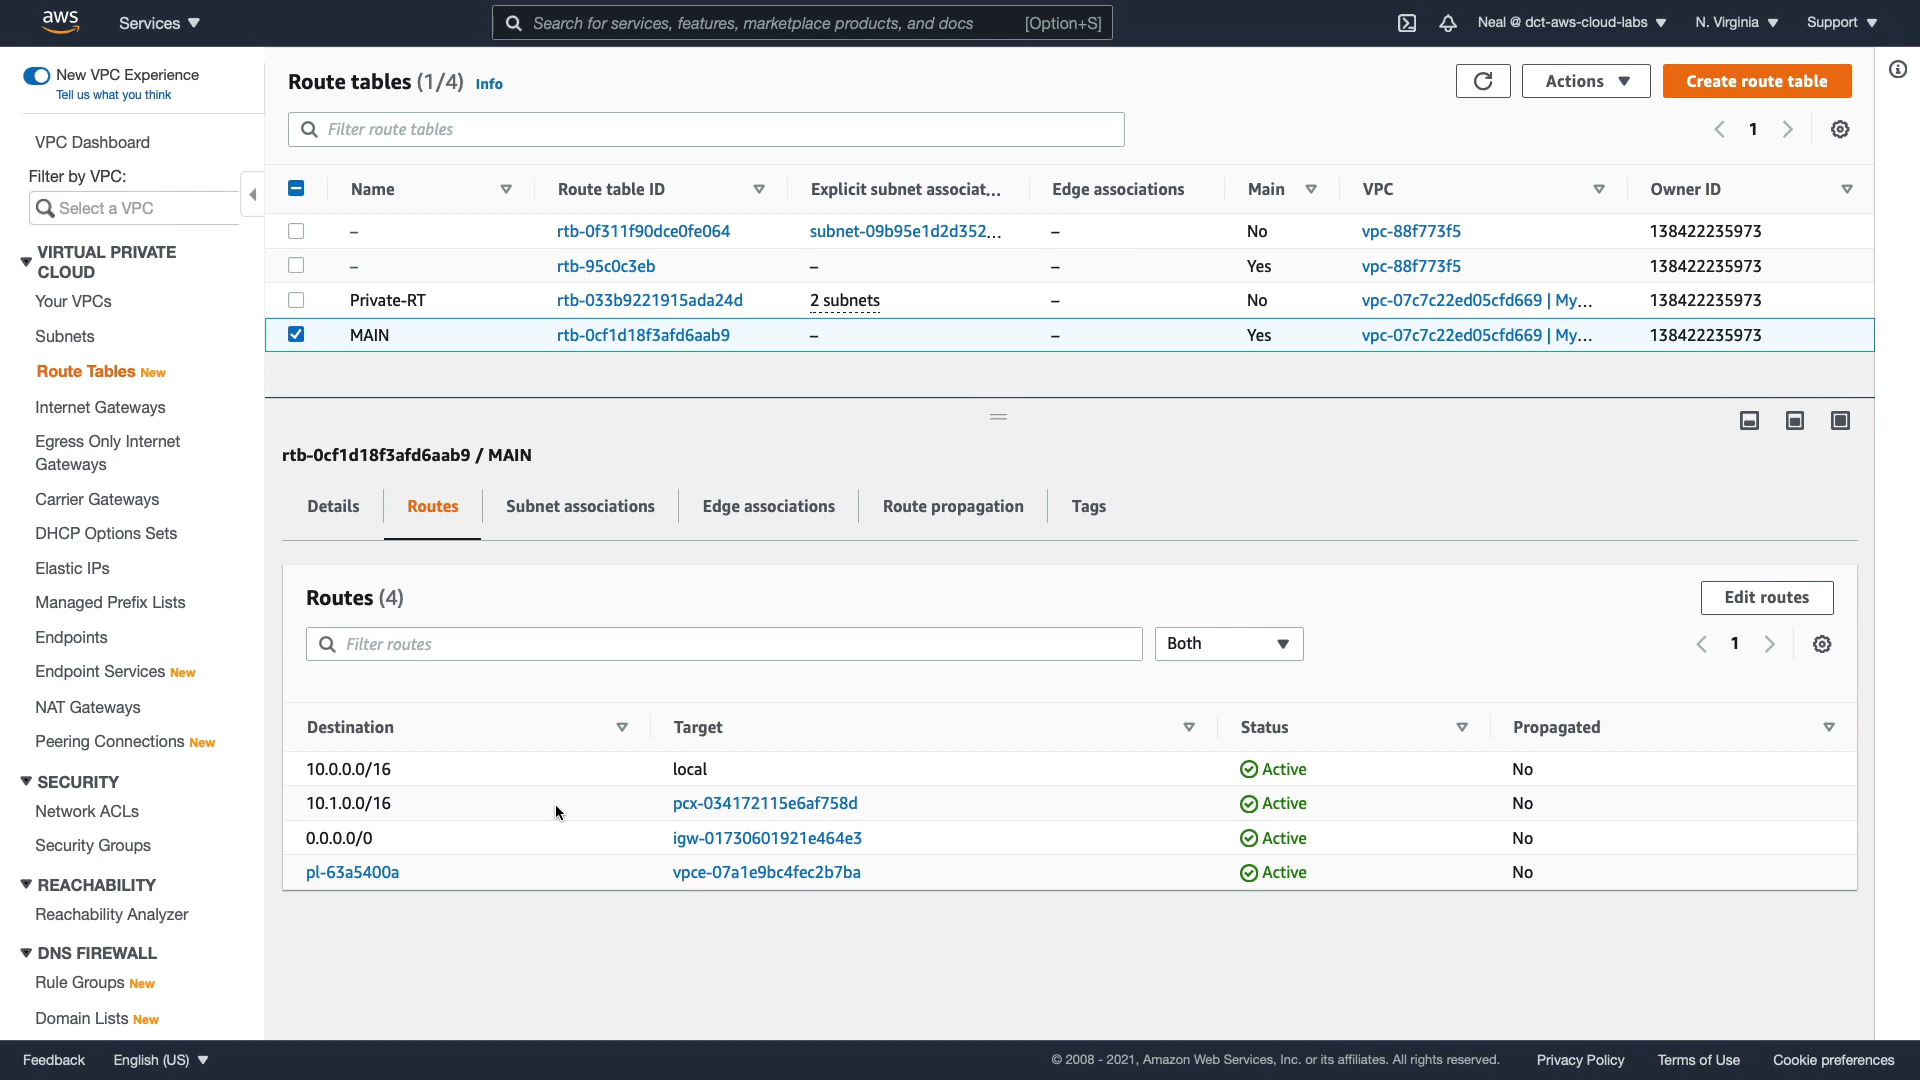 aws
Services
Search for services, features, marketplace products, and docs [Option+S]
Neal @ dct-aws-cloud-labs
N. Virginia
Support
New VPC Experience
Tell us what you think
VPC Dashboard
Filter by VPC:
Select a VPC
VIRTUAL PRIVATE
CLOUD
Your VPCs
Subnets
Route Tables New
Internet Gateways
Egress Only Internet
Gateways
Carrier Gateways
DHCP Options Sets
Elastic IPs
Managed Prefix Lists
Endpoints
Endpoint Services New
NAT Gateways
Peering Connections New
SECURITY
Network ACLs
Security Groups
REACHABILITY
Reachability Analyzer
DNS FIREWALL
Rule Groups New
Domain Lists New
Route tables (1/4) Info
Actions
Create route table
Filter route tables
1
Name Route table ID Explicit subnet associat... Edge associations Main VPC Owner ID
– rtb-0f311f90dce0fe064 subnet-09b95e1d2d352... – No vpc-88f773f5 138422235973
– rtb-95c0c3eb – – Yes vpc-88f773f5 138422235973
Private-RT rtb-033b9221915ada24d 2 subnets – No vpc-07c7c22ed05cfd669 | My... 138422235973
MAIN rtb-0cf1d18f3afd6aab9 – – Yes vpc-07c7c22ed05cfd669 | My... 138422235973
rtb-0cf1d18f3afd6aab9 / MAIN
Details Routes Subnet associations Edge associations Route propagation Tags
Routes (4)
Edit routes
Filter routes
Both
1
Destination Target Status Propagated
10.0.0.0/16 local Active No
10.1.0.0/16 pcx-034172115e6af758d Active No
0.0.0.0/0 igw-01730601921e464e3 Active No
pl-63a5400a vpce-07a1e9bc4fec2b7ba Active No
Feedback
English (US)
© 2008 - 2021, Amazon Web Services, Inc. or its affiliates. All rights reserved.
Privacy Policy
Terms of Use
Cookie preferences